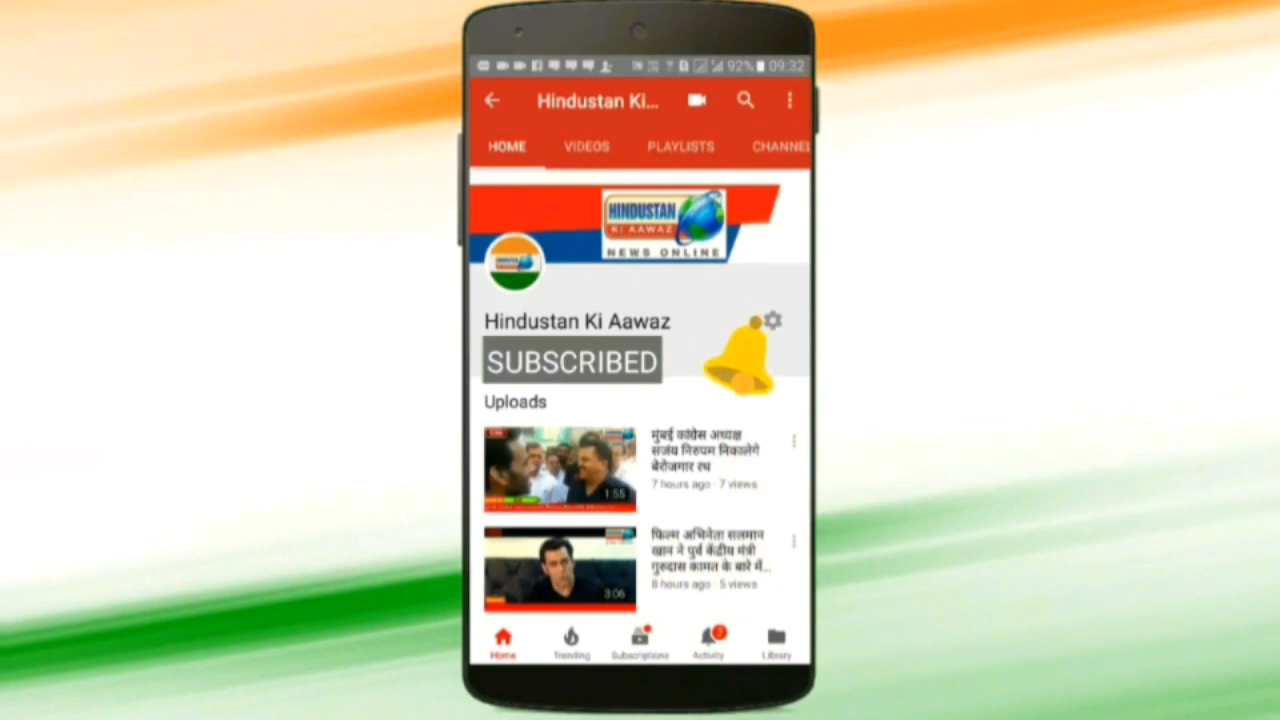 92% 09:32
Hindustan Ki...
HOME VIDEOS PLAYLISTS CHANNEL
HINDUSTAN
KI AAWAZ
NEWS ONLINE
HINDUSTAN
Hindustan Ki Aawaz
SUBSCRIBED
Uploads
मुंबई कांग्रेस अध्यक्ष
संजय निरुपम निकालेगे
बेरोजगार रथ
7 hours ago · 7 views
1:55
फिल्म अभिनेता सलमान
खान ने पुर्व केंद्रीय मंत्री
गुरुदास कामत के बारे में...
8 hours ago · 5 views
3:06
7
Home Trending Subscriptions Activity Library